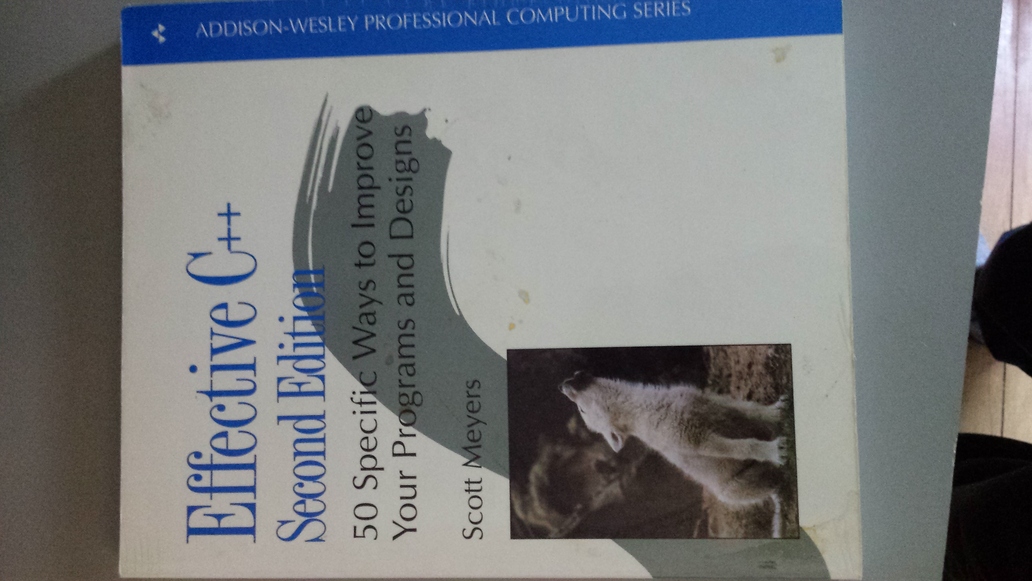 Effective C++
Second Edition
50 Specific Ways to Improve
Your Programs and Designs
Scott Meyers
ADDISON-WESLEY PROFESSIONAL COMPUTING SERIES